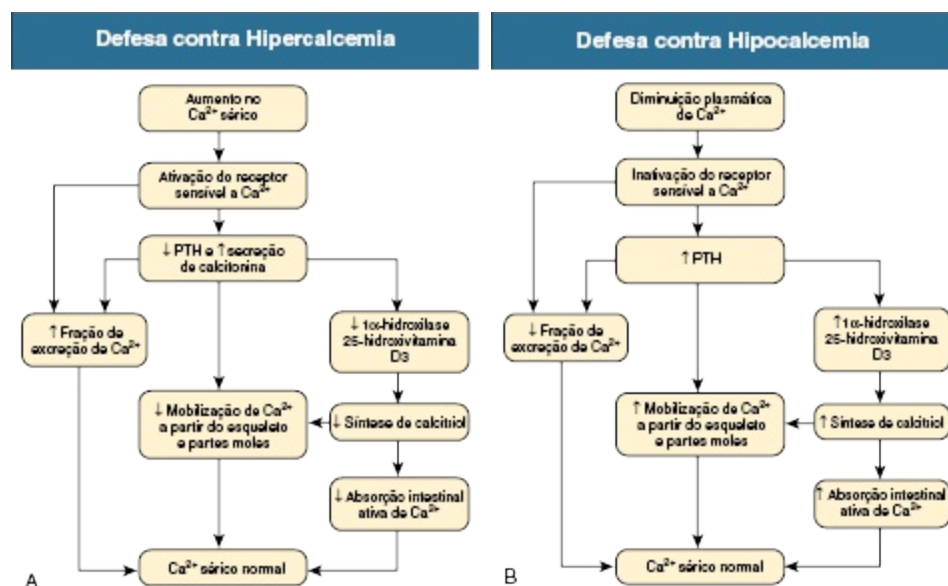 Defesa contra Hipercalcemia
Aumento no
Ca²⁺ sérico
Ativação do receptor
sensível a Ca²⁺
↓ PTH e ↑ secreção
de calcitonina
↑ Fração de
excreção de Ca²⁺
↓ 1α-hidroxilase
25-hidroxivitamina
D3
↓ Mobilização de Ca²⁺
a partir do esqueleto
e partes moles
↓ Síntese de calcitriol
↓ Absorção intestinal
ativa de Ca²⁺
Ca²⁺ sérico normal
A
Defesa contra Hipocalcemia
Diminuição plasmática
de Ca²⁺
Inativação do receptor
sensível a Ca²⁺
↑ PTH
↓ Fração de
excreção de Ca²⁺
↑ 1α-hidroxilase
25-hidroxivitamina
D3
↑ Mobilização de Ca²⁺
a partir do esqueleto
e partes moles
↑ Síntese de calcitriol
↑ Absorção intestinal
ativa de Ca²⁺
Ca²⁺ sérico normal
B